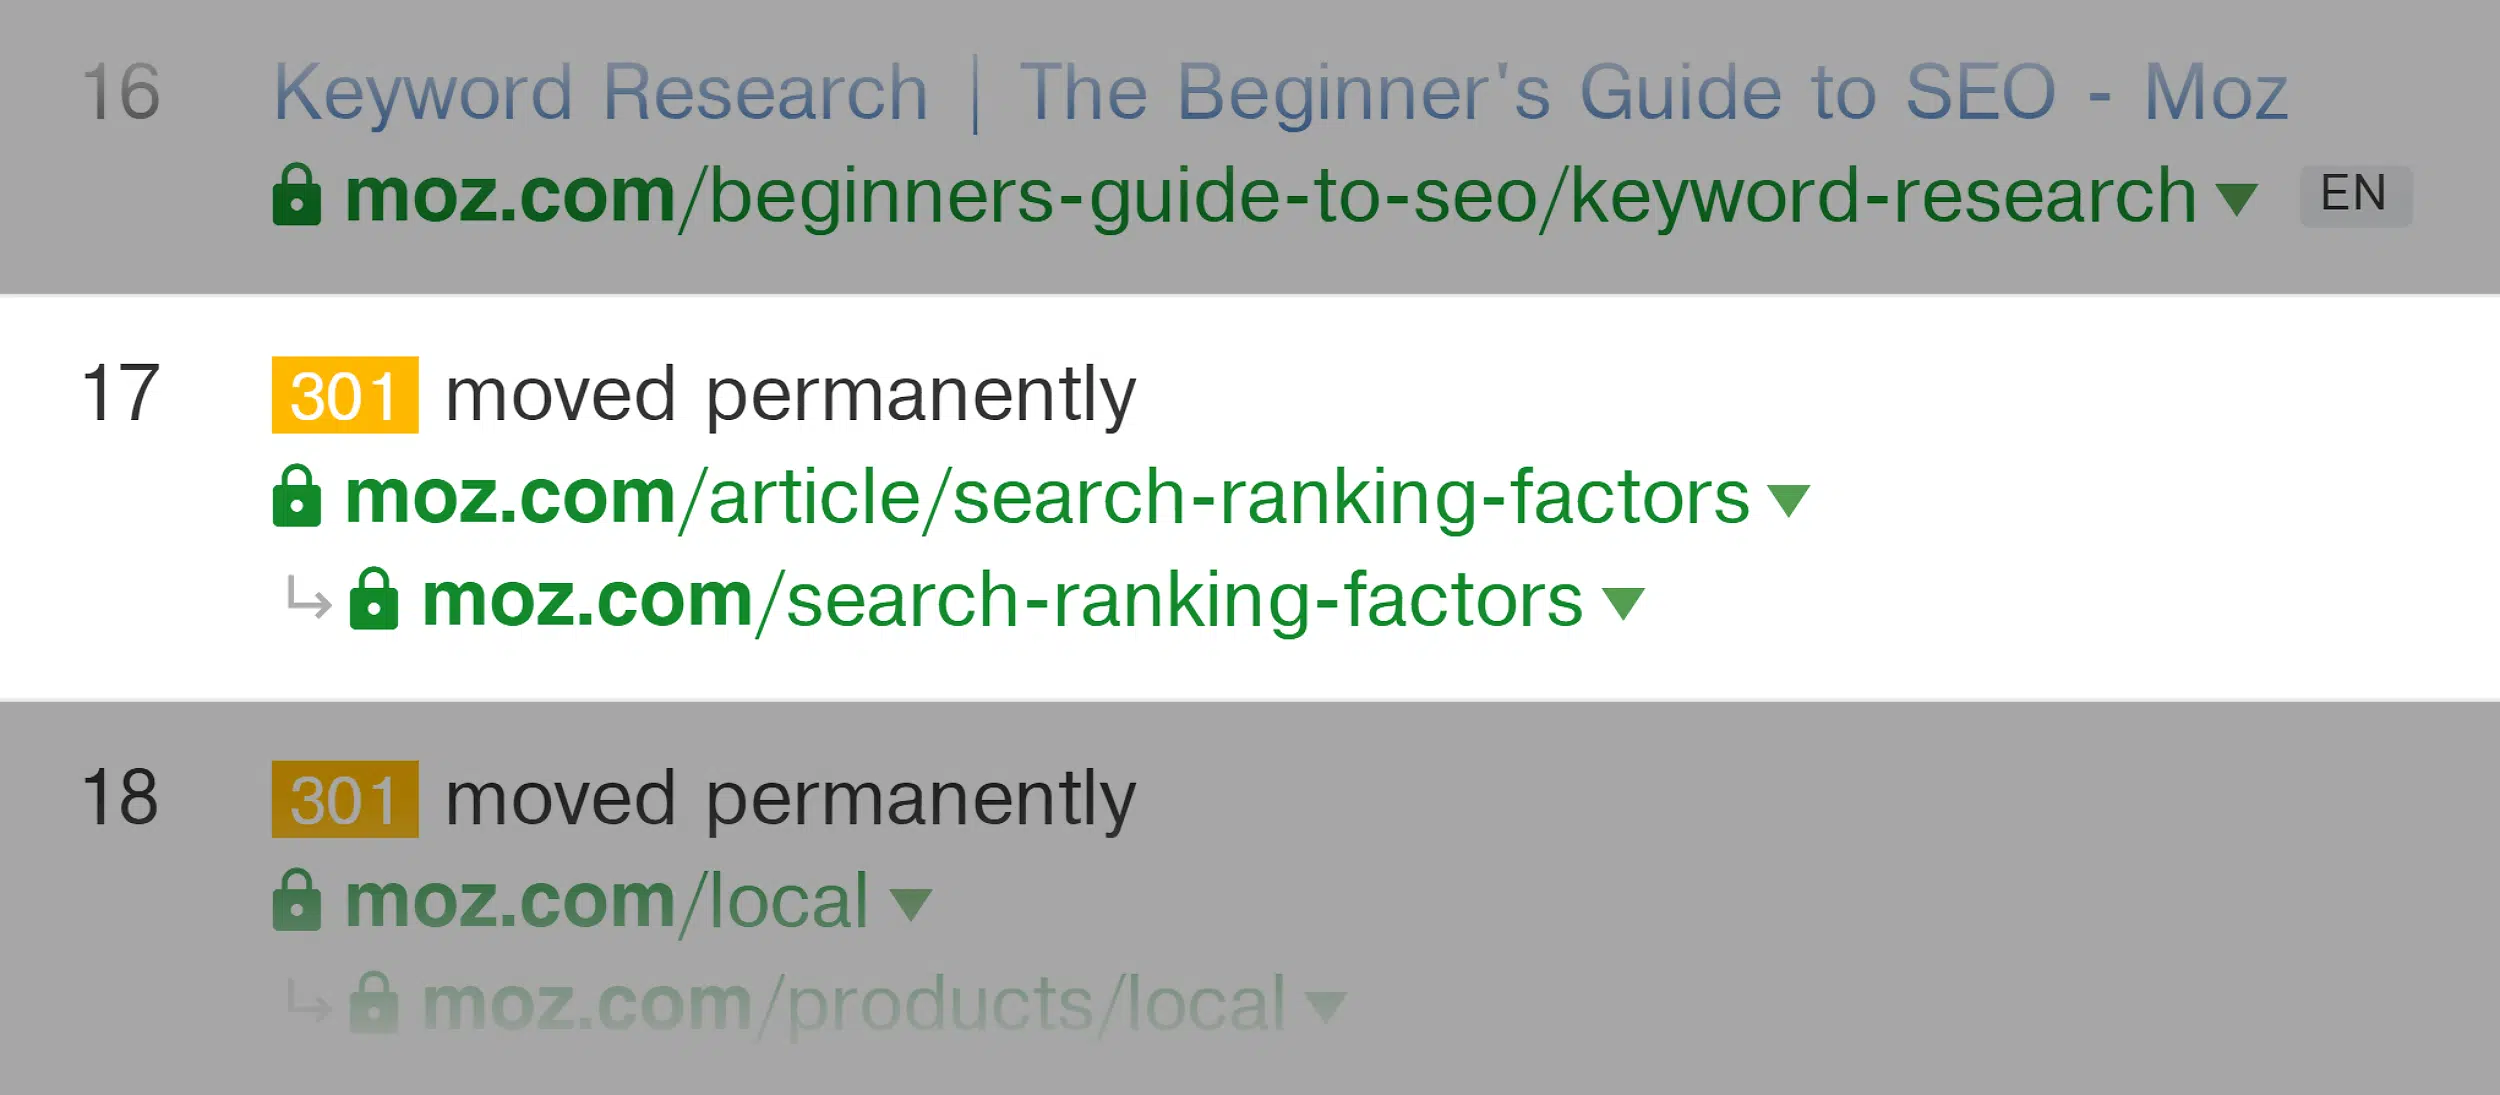 16 Keyword Research | The Beginner's Guide to SEO - Moz
moz.com/beginners-guide-to-seo/keyword-research EN
17 301 moved permanently
moz.com/article/search-ranking-factors
moz.com/search-ranking-factors
18 301 moved permanently
moz.com/local
moz.com/products/local